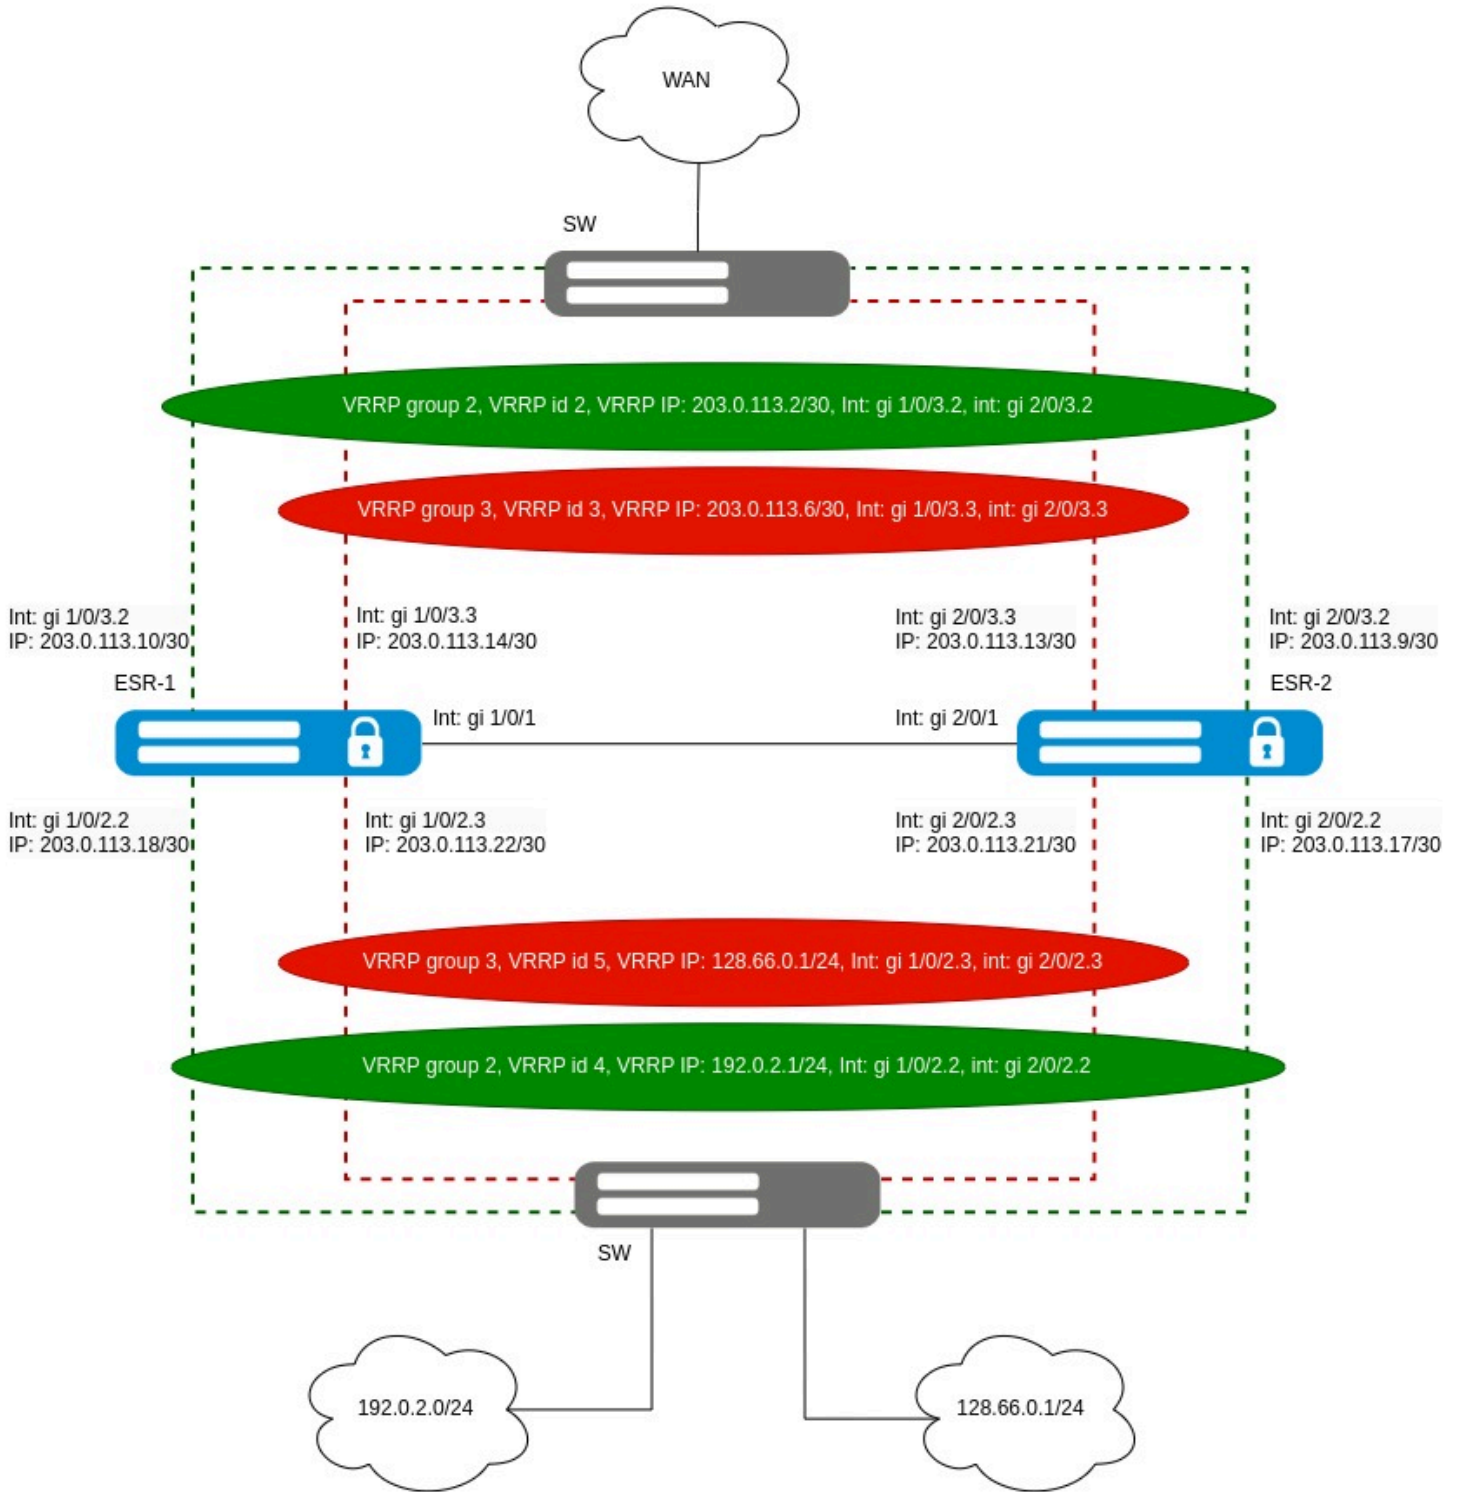 WAN
SW
VRRP group 2, VRRP id 2, VRRP IP: 203.0.113.2/30, Int: gi 1/0/3.2, int: gi 2/0/3.2
VRRP group 3, VRRP id 3, VRRP IP: 203.0.113.6/30, Int: gi 1/0/3.3, int: gi 2/0/3.3
Int: gi 1/0/3.2
IP: 203.0.113.10/30
Int: gi 1/0/3.3
IP: 203.0.113.14/30
Int: gi 2/0/3.3
IP: 203.0.113.13/30
Int: gi 2/0/3.2
IP: 203.0.113.9/30
ESR-1
ESR-2
Int: gi 1/0/1
Int: gi 2/0/1
Int: gi 1/0/2.2
IP: 203.0.113.18/30
Int: gi 1/0/2.3
IP: 203.0.113.22/30
Int: gi 2/0/2.3
IP: 203.0.113.21/30
Int: gi 2/0/2.2
IP: 203.0.113.17/30
VRRP group 3, VRRP id 5, VRRP IP: 128.66.0.1/24, Int: gi 1/0/2.3, int: gi 2/0/2.3
VRRP group 2, VRRP id 4, VRRP IP: 192.0.2.1/24, Int: gi 1/0/2.2, int: gi 2/0/2.2
SW
192.0.2.0/24
128.66.0.1/24